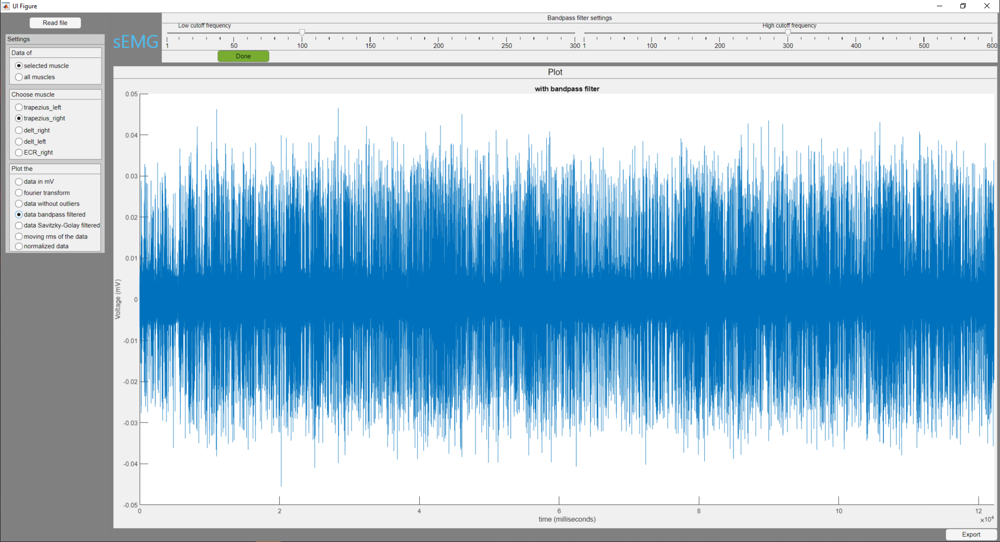 UI Figure
Read file
Settings
Data of
selected muscle
all muscles
Choose muscle
trapezius_left
trapezius_right
delt_right
delt_left
ECR_right
Plot the
data in mV
fourier transform
data without outliers
data bandpass filtered
data Savitzky-Golay filtered
moving rms of the data
normalized data
sEMG
Bandpass filter settings
Low cutoff frequency
1 50 100 150 200 250 300
High cutoff frequency
1 100 200 300 400 500 600
Done
Plot
with bandpass filter
0.05
0.04
0.03
0.02
0.01
0
-0.01
-0.02
-0.03
-0.04
-0.05
Voltage (mV)
0 2 4 6 8 10 12
×10⁴
time (milliseconds)
Export